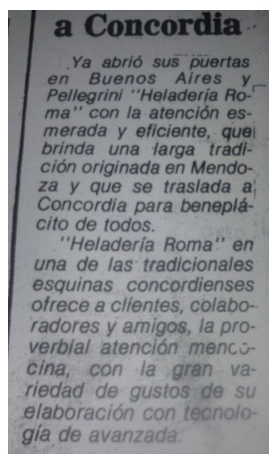 a Concordia
Ya abrió sus puertas
en Buenos Aires y
Pellegrini "Heladería Ro-
ma" con la atención es-
merada y eficiente, que
brinda una larga tradi-
ción originada en Mendo-
za y que se traslada a
Concordia para beneplá-
cito de todos.
"Heladería Roma" en
una de las tradicionales
esquinas concordienses
ofrece a clientes, colabo-
radores y amigos, la pro-
verbial atención mendo-
cina, con la gran va-
riedad de gustos de su
elaboración con tecnolo-
gía de avanzada.